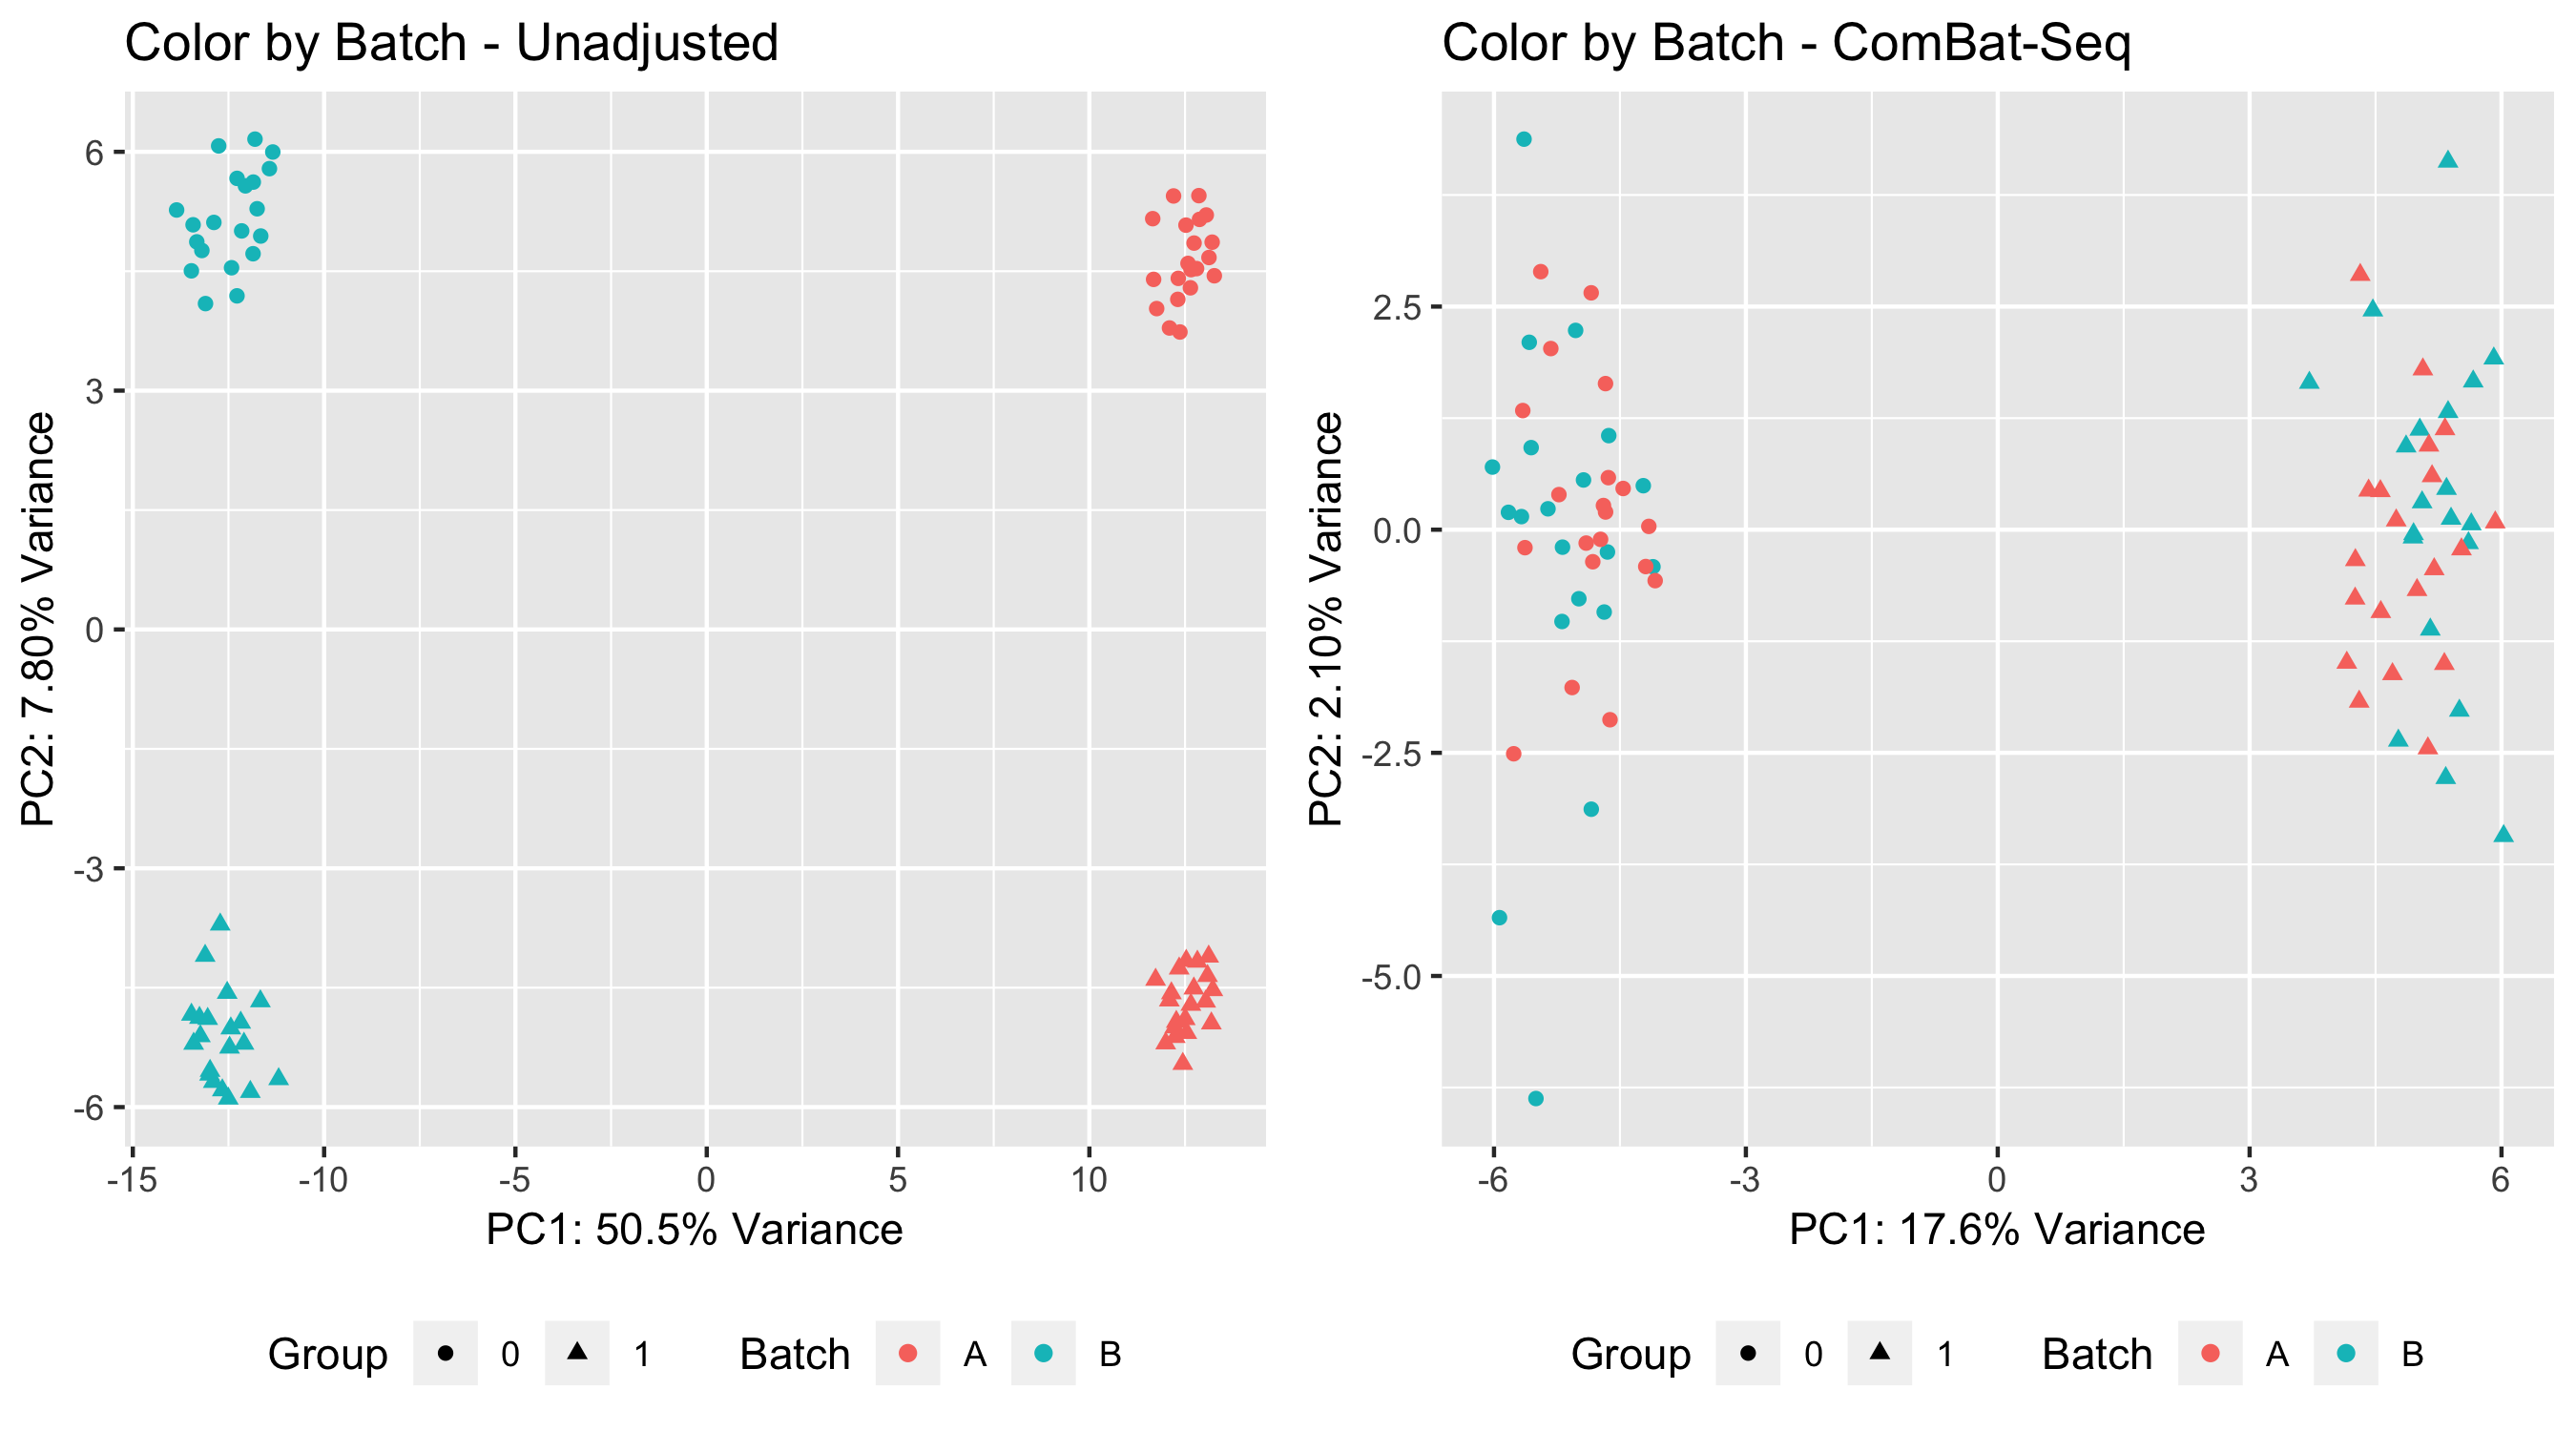 Color by Batch - Unadjusted
6
3
0
-3
-6
PC2: 7.80% Variance
-15 -10 -5 0 5 10
PC1: 50.5% Variance
Group 0 1 Batch A B
Color by Batch - ComBat-Seq
2.5
0.0
-2.5
-5.0
PC2: 2.10% Variance
-6 -3 0 3 6
PC1: 17.6% Variance
Group 0 1 Batch A B